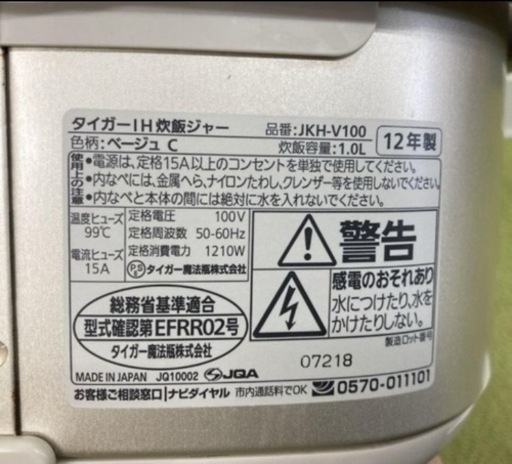 タイガーIH炊飯ジャー 品番:JKH-V100
色柄:ベージュ C 炊飯容量:1.0L 12年製
使用上の注意
•電源は、定格15A以上のコンセントを単独で使用してください。
•内なべには、金属へら、ナイロンたわし、クレンザー等を使用しないでください。
•内なべと本体の間には絶対に水を入れないでください。
温度ヒューズ 99℃
電流ヒューズ 15A
定格電圧 100V
定格周波数 50-60Hz
定格消費電力 1210W
PSE タイガー魔法瓶株式会社
警告
感電のおそれあり
水につけたり、水を
かけたりしない。
総務省基準適合
型式確認第EFRR02号
タイガー魔法瓶株式会社
製造ロット番号
07218
MADE IN JAPAN JQ10002 JQA
お客様ご相談窓口 ナビダイヤル 市内通話料でOK 0570-011101